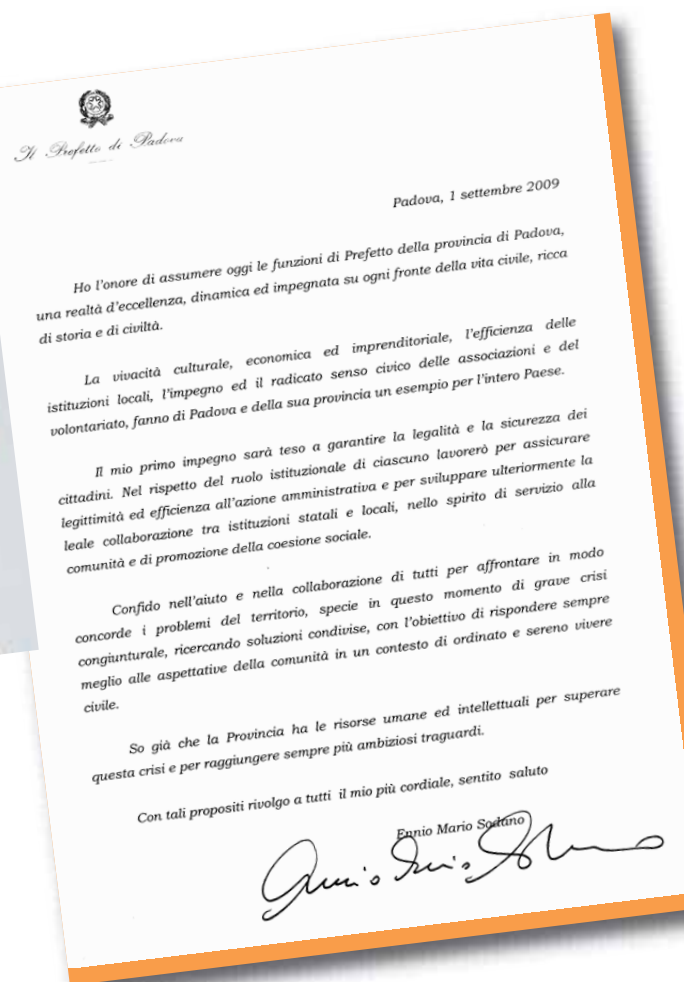 Il Prefetto di Padova
Padova, 1 settembre 2009
Ho l'onore di assumere oggi le funzioni di Prefetto della provincia di Padova,
una realtà d'eccellenza, dinamica ed impegnata su ogni fronte della vita civile, ricca
di storia e di civiltà.
La vivacità culturale, economica ed imprenditoriale, l'efficienza delle
istituzioni locali, l'impegno ed il radicato senso civico delle associazioni e del
volontariato, fanno di Padova e della sua provincia un esempio per l'intero Paese.
Il mio primo impegno sarà teso a garantire la legalità e la sicurezza dei
cittadini. Nel rispetto del ruolo istituzionale di ciascuno lavorerò per assicurare
legittimità ed efficienza all'azione amministrativa e per sviluppare ulteriormente la
leale collaborazione tra istituzioni statali e locali, nello spirito di servizio alla
comunità e di promozione della coesione sociale.
Confido nell'aiuto e nella collaborazione di tutti per affrontare in modo
concorde i problemi del territorio, specie in questo momento di grave crisi
congiunturale, ricercando soluzioni condivise, con l'obiettivo di rispondere sempre
meglio alle aspettative della comunità in un contesto di ordinato e sereno vivere
civile.
So già che la Provincia ha le risorse umane ed intellettuali per superare
questa crisi e per raggiungere sempre più ambiziosi traguardi.
Con tali propositi rivolgo a tutti il mio più cordiale, sentito saluto
Ennio Mario Sodano